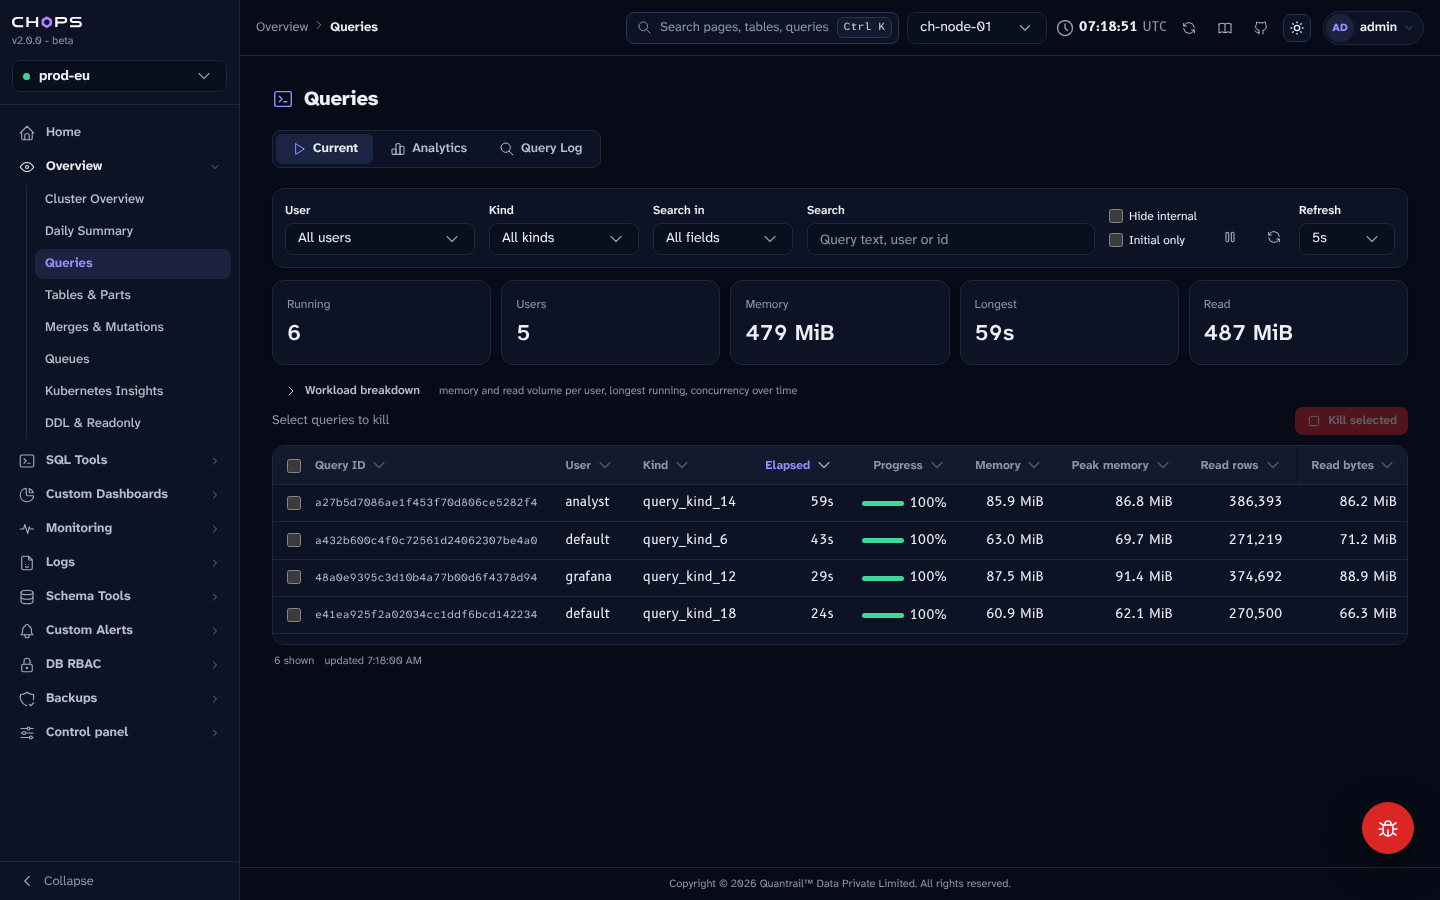 CHOPS
v2.0.0 - beta
prod-eu
Home
Overview
Cluster Overview
Daily Summary
Queries
Tables & Parts
Merges & Mutations
Queues
Kubernetes Insights
DDL & Readonly
SQL Tools
Custom Dashboards
Monitoring
Logs
Schema Tools
Custom Alerts
DB RBAC
Backups
Control panel
Collapse
Overview > Queries
Search pages, tables, queries Ctrl K
ch-node-01
07:18:51 UTC
AD admin
Queries
Current Analytics Query Log
User Kind Search in Search Hide internal Refresh
All users All kinds All fields Query text, user or id Initial only 5s
Running Users Memory Longest Read
6 5 479 MiB 59s 487 MiB
Workload breakdown memory and read volume per user, longest running, concurrency over time
Select queries to kill Kill selected
Query ID User Kind Elapsed Progress Memory Peak memory Read rows Read bytes
a27b5d7086ae1f453f70d806ce5282f4 analyst query_kind_14 59s 100% 85.9 MiB 86.8 MiB 386,393 86.2 MiB
a432b600c4f0c72561d24062307be4a0 default query_kind_6 43s 100% 63.0 MiB 69.7 MiB 271,219 71.2 MiB
48a0e9395c3d10b4a77b00d6f4378d94 grafana query_kind_12 29s 100% 87.5 MiB 91.4 MiB 374,692 88.9 MiB
e41ea925f2a02034cc1ddf6bcd142234 default query_kind_18 24s 100% 60.9 MiB 62.1 MiB 270,500 66.3 MiB
6 shown updated 7:18:00 AM
Copyright © 2026 Quantrail™ Data Private Limited. All rights reserved.